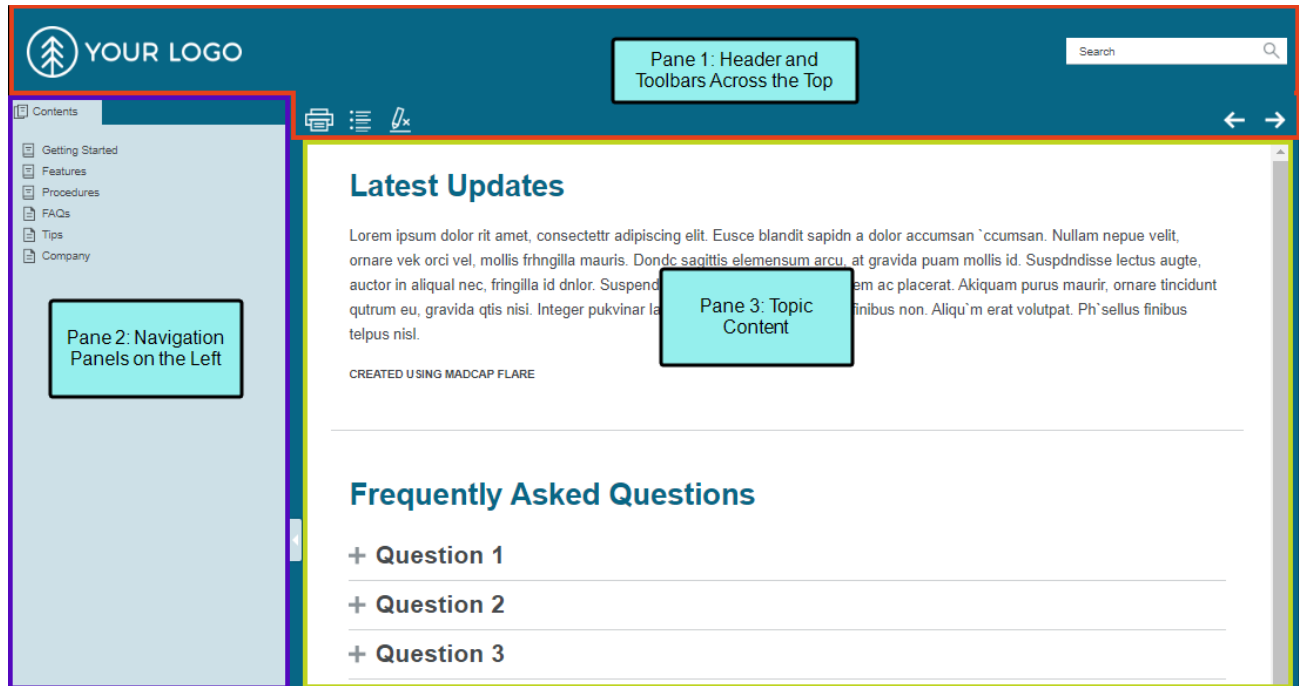 YOUR LOGO
Pane 1: Header and
Toolbars Across the Top
Search
Contents
Getting Started
Features
Procedures
FAQs
Tips
Company
Pane 2: Navigation
Panels on the Left
Latest Updates
Lorem ipsum dolor rit amet, consectettr adipiscing elit. Eusce blandit sapidn a dolor accumsan `ccumsan. Nullam nepue velit,
ornare vek orci vel, mollis frhngilla mauris. Dondc sagittis elemensum arcu, at gravida puam mollis id. Suspdndisse lectus augte,
auctor in aliqual nec, fringilla id dnlor. Suspend em ac placerat. Akiquam purus maurir, ornare tincidunt
qutrum eu, gravida qtis nisi. Integer pukvinar la finibus non. Aliqu`m erat volutpat. Ph`sellus finibus
telpus nisl.
Pane 3: Topic
Content
CREATED USING MADCAP FLARE
Frequently Asked Questions
Question 1
Question 2
Question 3